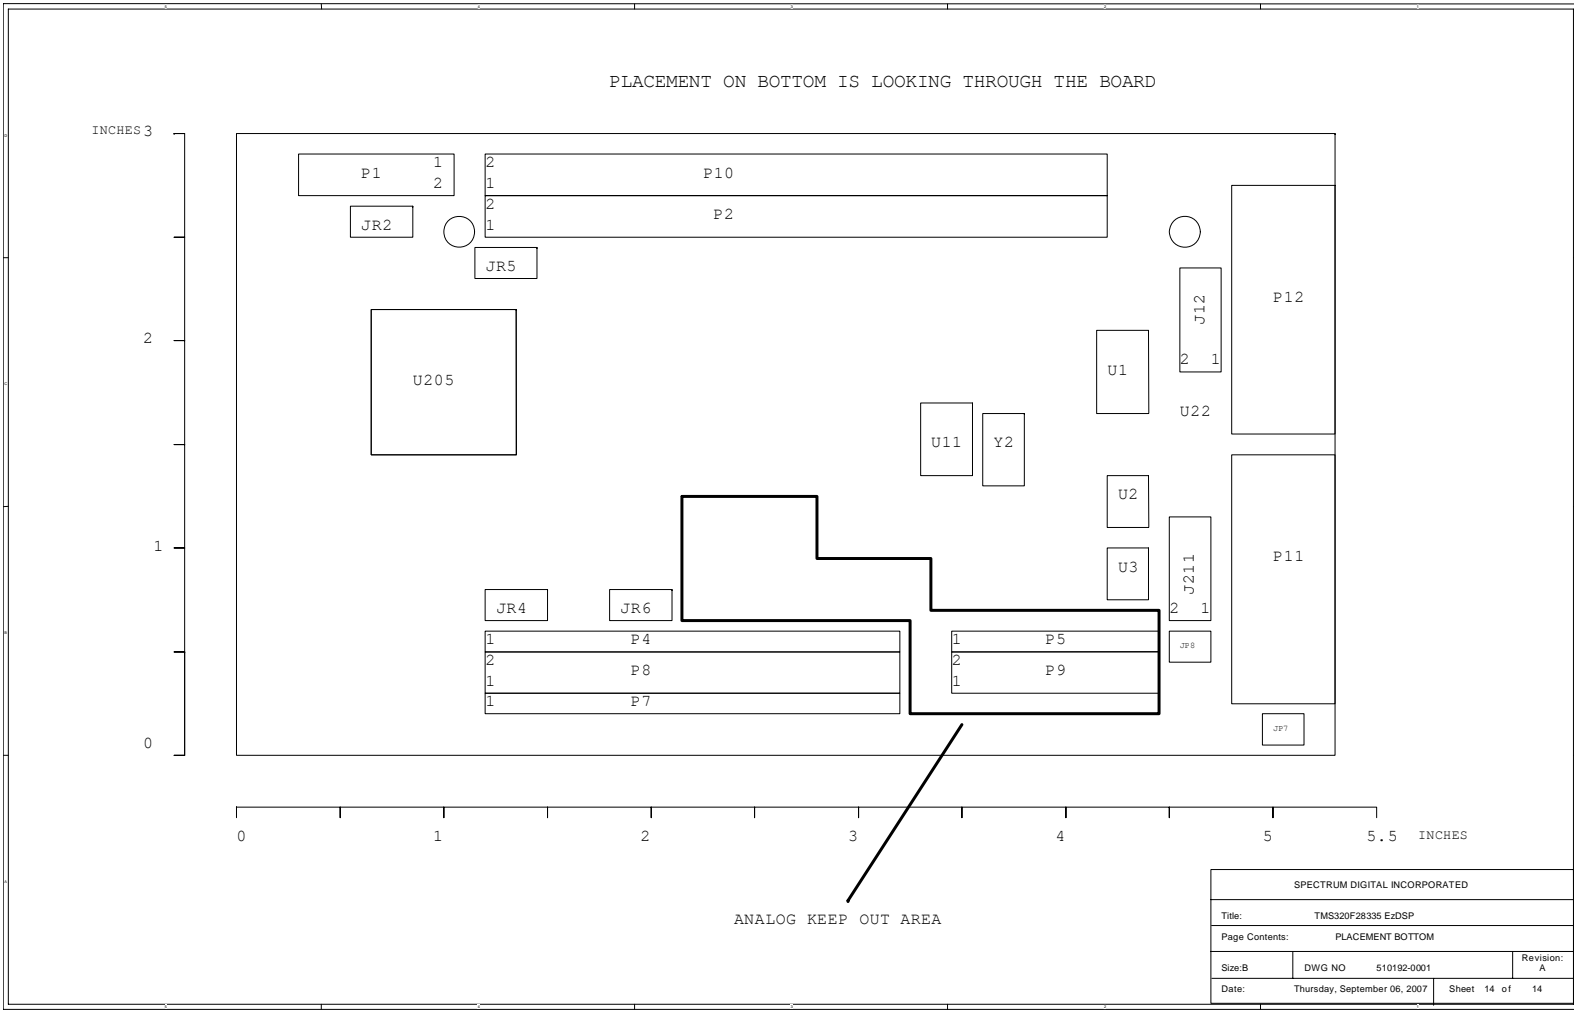 PLACEMENT ON BOTTOM IS LOOKING THROUGH THE BOARD
INCHES 3
P1 1
2
2 P10
1
2 P2
1
JR2
JR5
P12
J12
2 1
2
U205
U1
U22
U11
Y2
U2
1
U3
J211
2 1
P11
JR4
JR6
1 P4
2 P8
1
1 P7
1 P5
2 P9
1
JP8
JP7
0
0 1 2 3 4 5 5.5 INCHES
ANALOG KEEP OUT AREA
SPECTRUM DIGITAL INCORPORATED
Title: TMS320F28335 EzDSP
Page Contents: PLACEMENT BOTTOM
Size:B DWG NO 510192-0001 Revision: A
Date: Thursday, September 06, 2007 Sheet 14 of 14